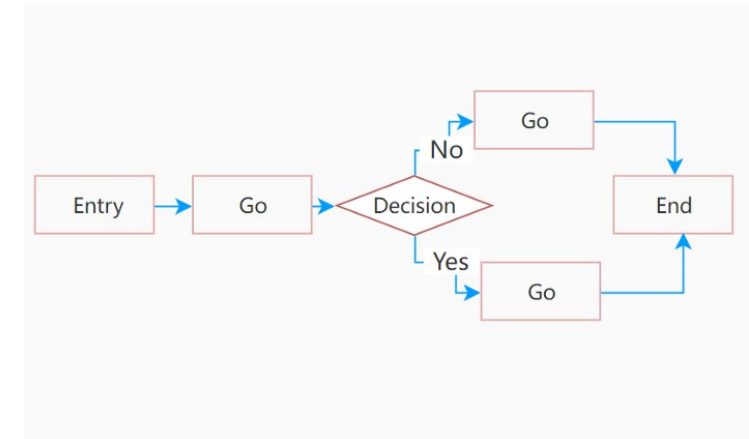 Entry
Go
Decision
No
Go
Yes
Go
End